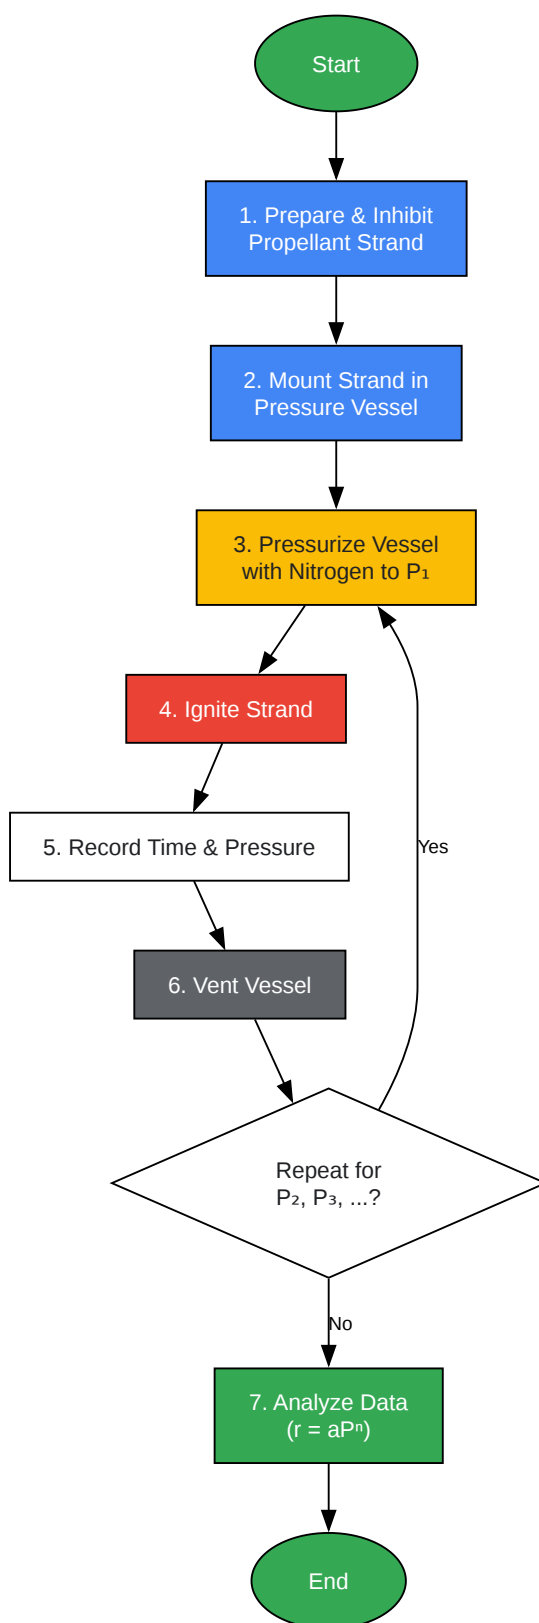 Start
1. Prepare & Inhibit
Propellant Strand
2. Mount Strand in
Pressure Vessel
3. Pressurize Vessel
with Nitrogen to P₁
4. Ignite Strand
5. Record Time & Pressure
Yes
6. Vent Vessel
Repeat for
P₂, P₃, ...?
No
7. Analyze Data
(r = aPⁿ)
End